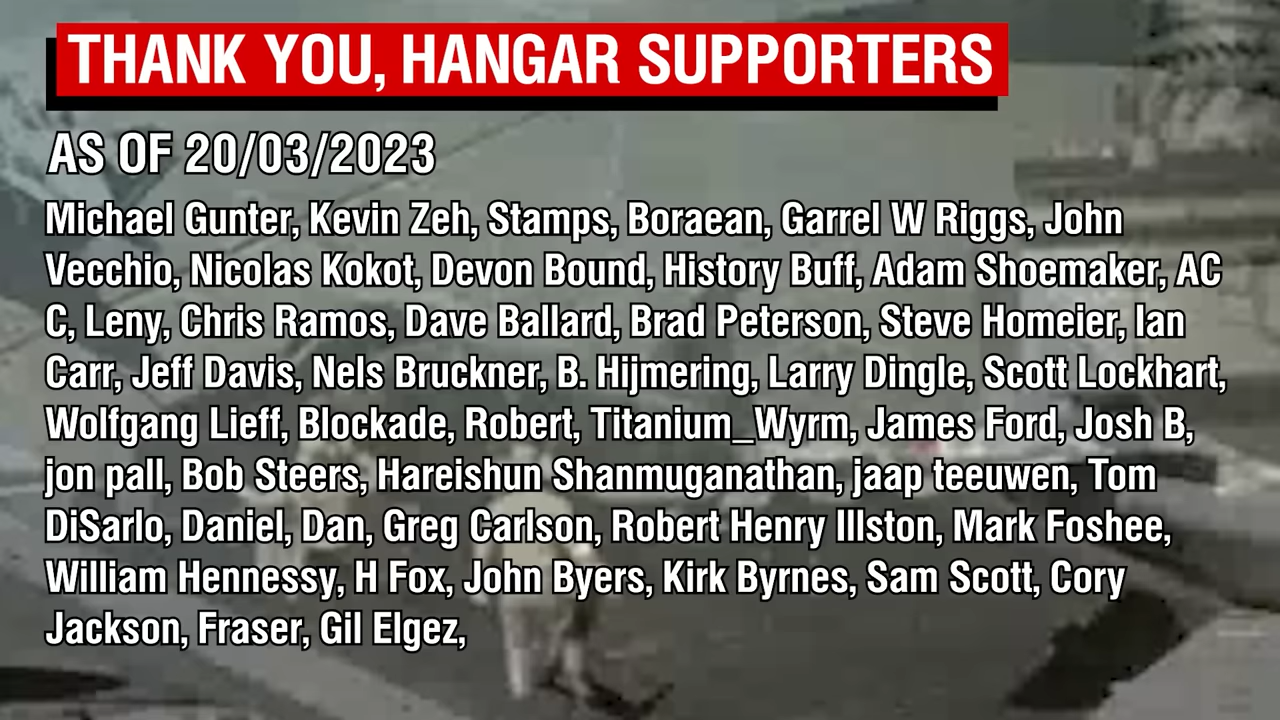 THANK YOU, HANGAR SUPPORTERS
AS OF 20/03/2023
Michael Gunter, Kevin Zeh, Stamps, Boraean, Garrel W Riggs, John
Vecchio, Nicolas Kokot, Devon Bound, History Buff, Adam Shoemaker, AC
C, Leny, Chris Ramos, Dave Ballard, Brad Peterson, Steve Homeier, Ian
Carr, Jeff Davis, Nels Bruckner, B. Hijmering, Larry Dingle, Scott Lockhart,
Wolfgang Lieff, Blockade, Robert, Titanium_Wyrm, James Ford, Josh B,
jon pall, Bob Steers, Hareishun Shanmuganathan, jaap teeuwen, Tom
DiSarlo, Daniel, Dan, Greg Carlson, Robert Henry Illston, Mark Foshee,
William Hennessy, H Fox, John Byers, Kirk Byrnes, Sam Scott, Cory
Jackson, Fraser, Gil Elgez,